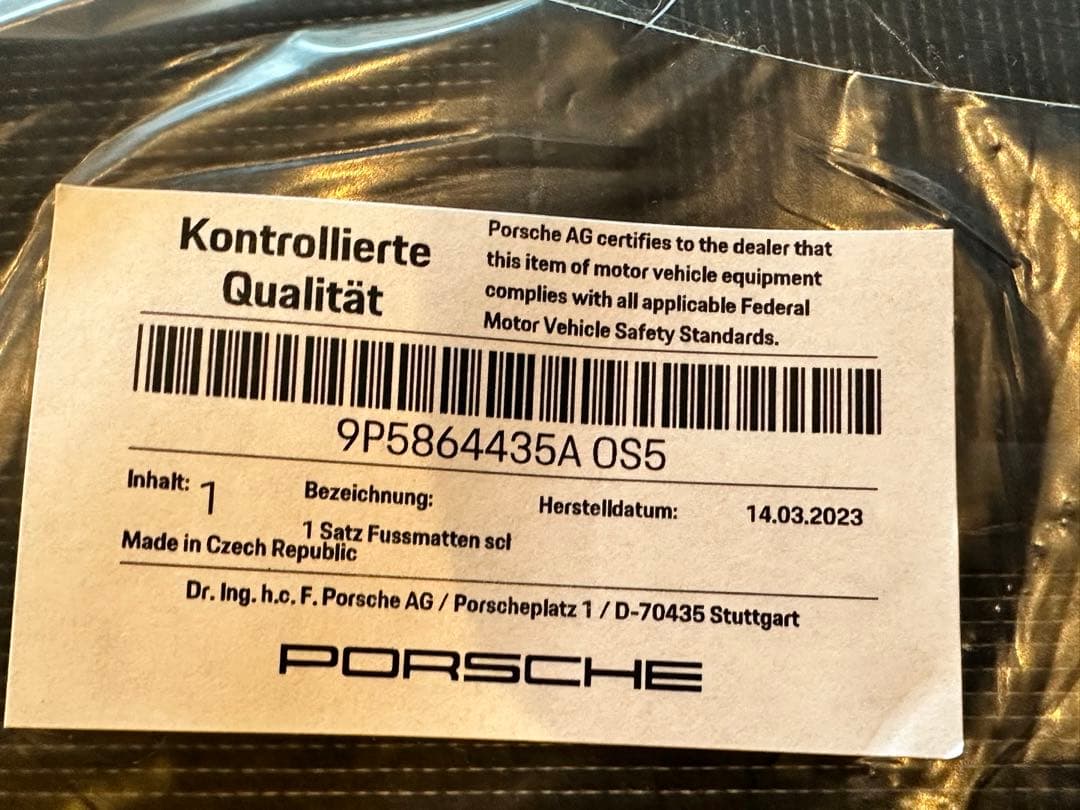 Kontrollierte
Qualität
Porsche AG certifies to the dealer that
this item of motor vehicle equipment
complies with all applicable Federal
Motor Vehicle Safety Standards.
9P5864435A 0S5
Inhalt: 1
Bezeichnung:
Herstelldatum: 14.03.2023
1 Satz Fussmatten scl
Made in Czech Republic
Dr. Ing. h.c. F. Porsche AG / Porscheplatz 1 / D-70435 Stuttgart
PORSCHE